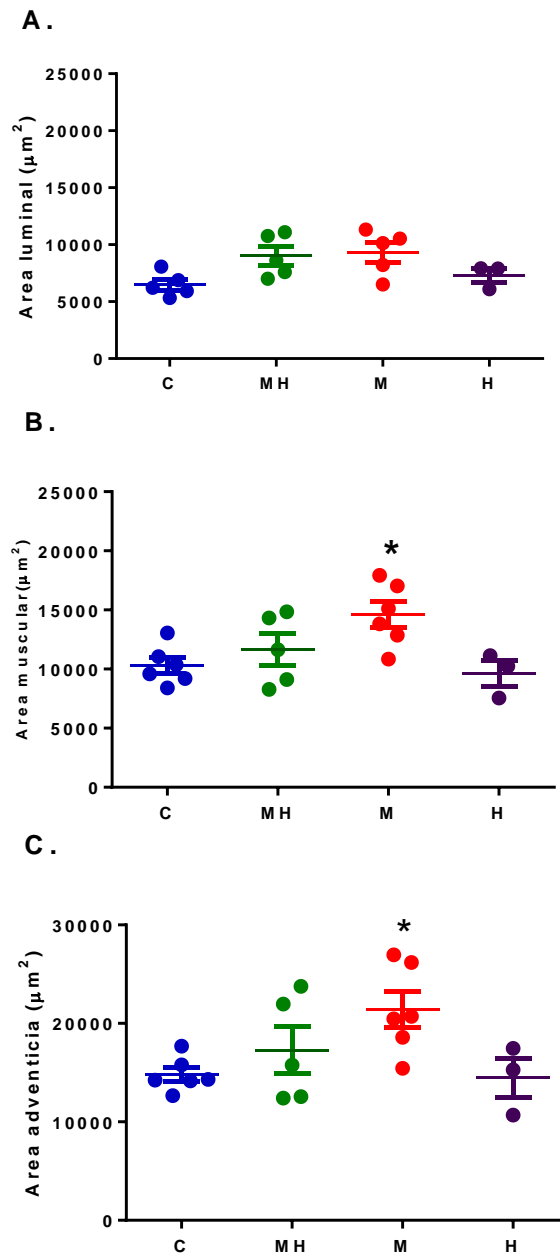 A.
Area luminal (μm²)
25000
20000
15000
10000
5000
0
C MH M H
B.
Area muscular (μm²)
25000
20000
15000
10000
5000
0
*
C MH M H
C.
Area adventicia (μm²)
30000
20000
10000
0
*
C MH M H